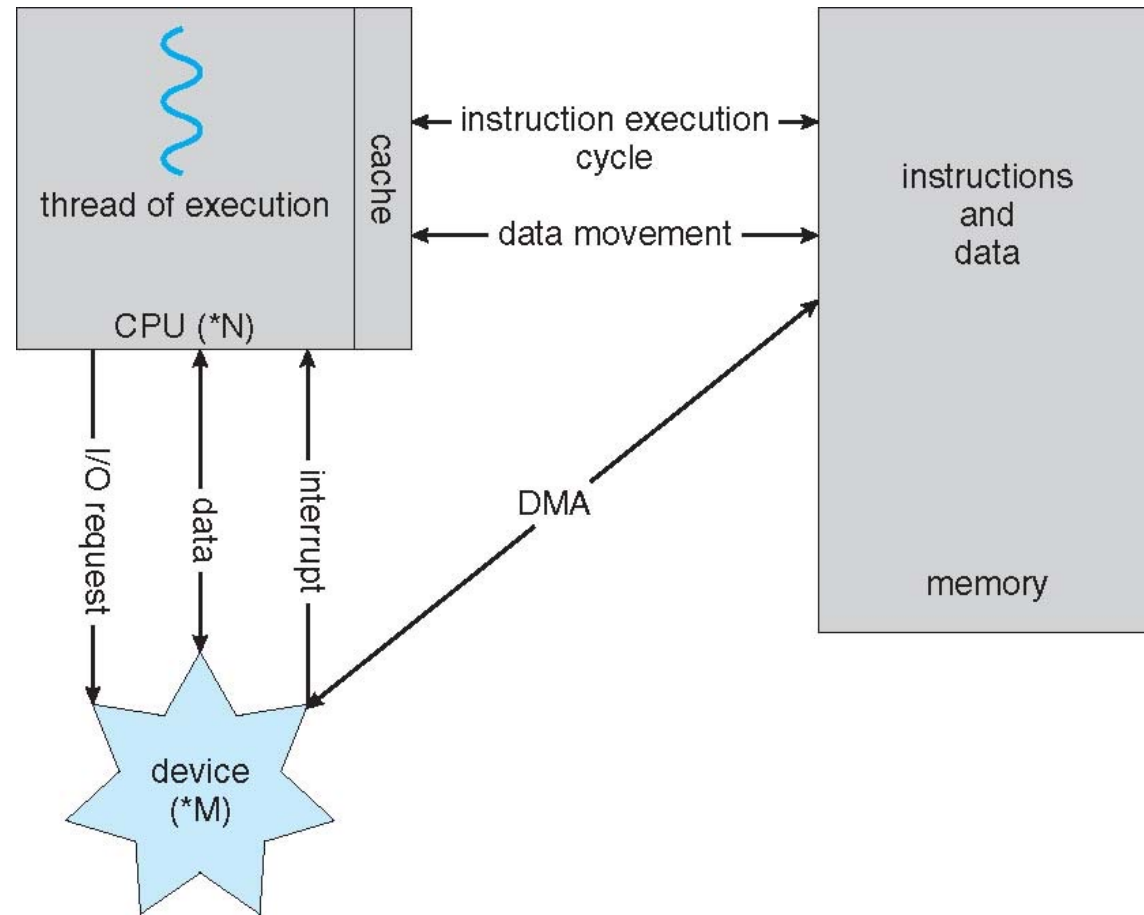 thread of execution
cache
CPU (*N)
instruction execution
cycle
data movement
instructions
and
data
memory
I/O request
data
interrupt
DMA
device
(*M)